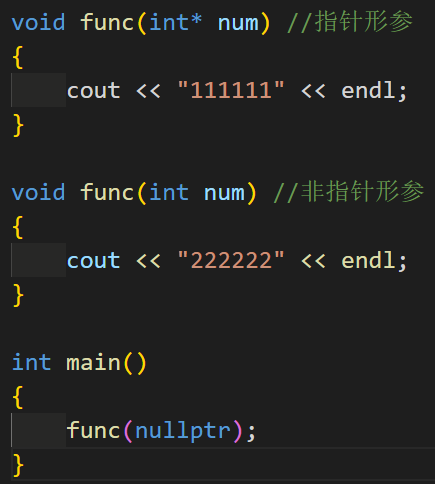 void func(int* num) //指针形参
{
    cout << "111111" << endl;
}

void func(int num) //非指针形参
{
    cout << "222222" << endl;
}

int main()
{
    func(nullptr);
}